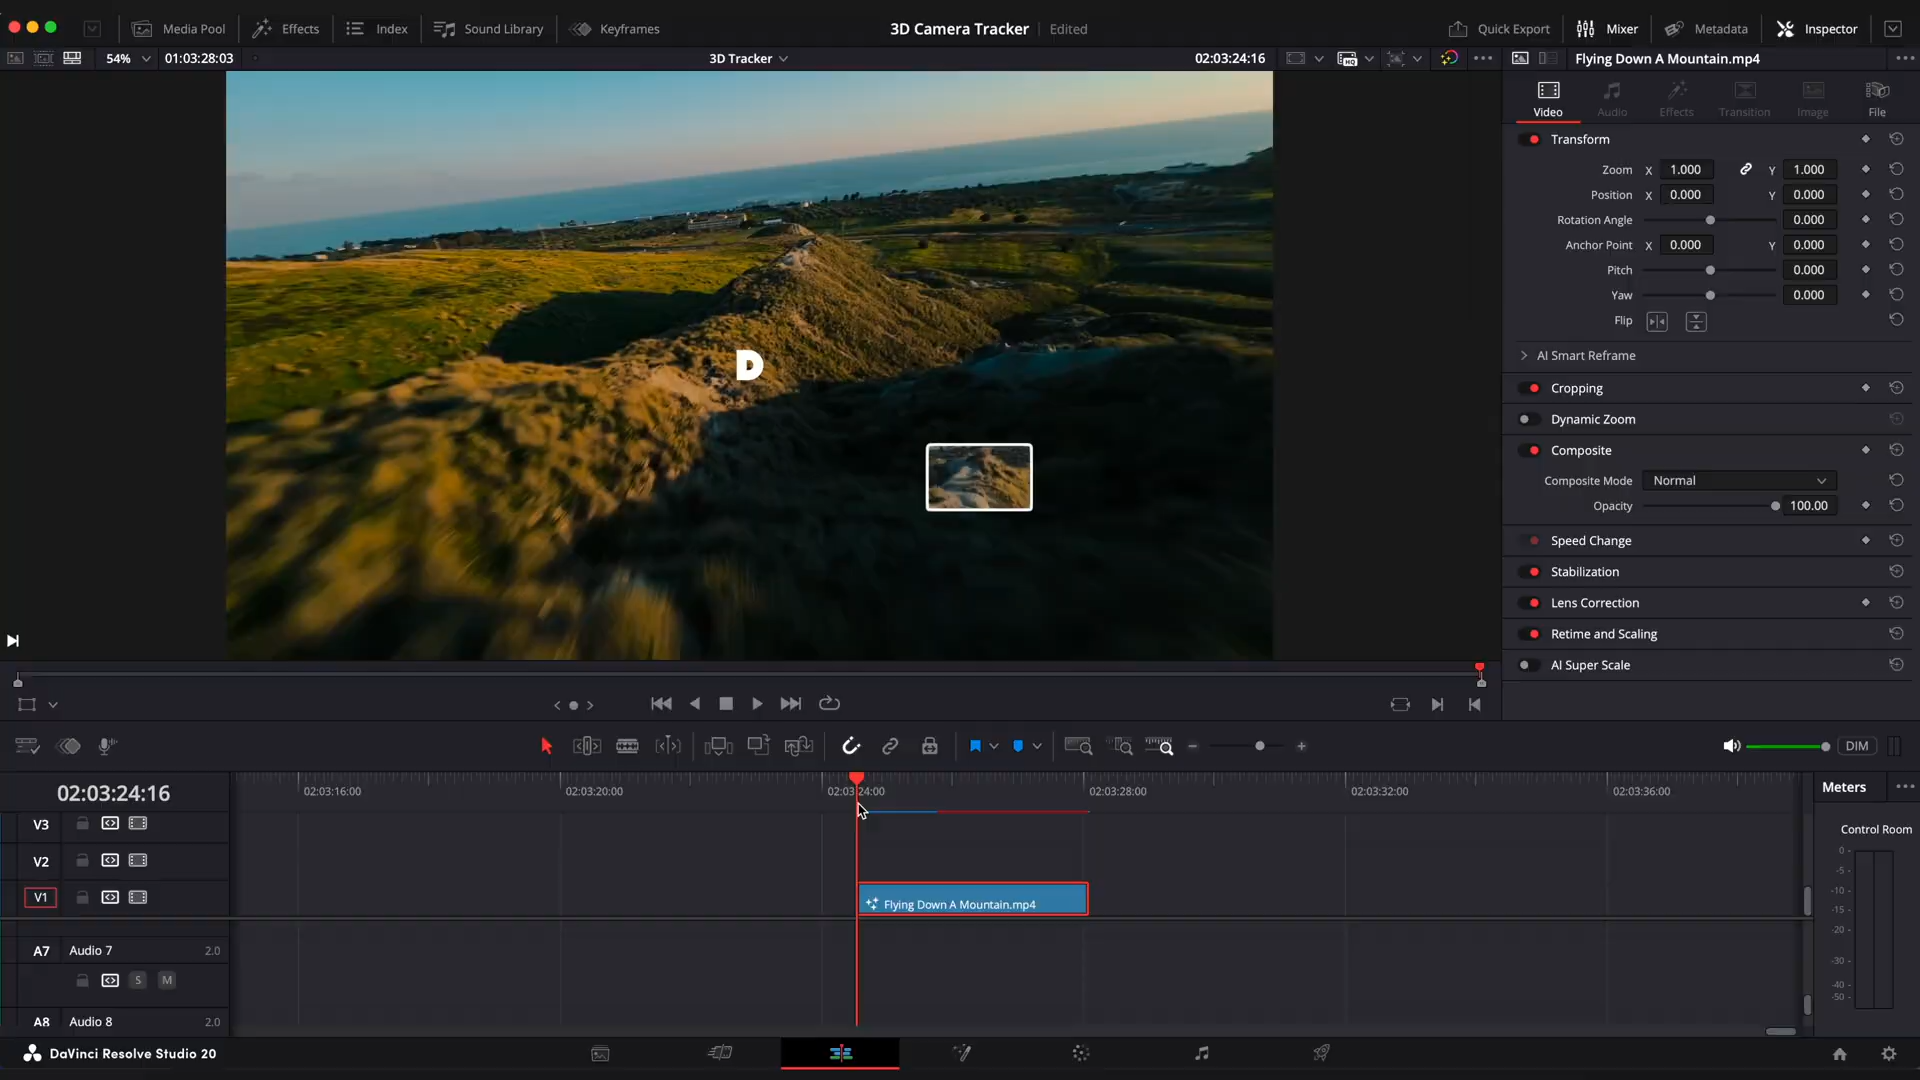 Media Pool Effects Index Sound Library Keyframes 3D Camera Tracker Edited Quick Export Mixer Metadata Inspector
54% 01:03:28:03 3D Tracker 02:03:24:16 HQ Flying Down A Mountain.mp4
Video Audio Effects Transition Image File
Transform
Zoom X 1.000 Y 1.000
Position X 0.000 Y 0.000
Rotation Angle 0.000
Anchor Point X 0.000 Y 0.000
Pitch 0.000
Yaw 0.000
Flip
AI Smart Reframe
D
Cropping
Dynamic Zoom
Composite
Composite Mode Normal
Opacity 100.00
Speed Change
Stabilization
Lens Correction
Retime and Scaling
AI Super Scale
DIM
02:03:24:16 02:03:16:00 02:03:20:00 02:03:24:00 02:03:28:00 02:03:32:00 02:03:36:00 Meters
V3
Control Room
V2
V1 Flying Down A Mountain.mp4
0 -
-5 -
-10 -
-15 -
-20 -
-30 -
-40 -
-50 -
A7 Audio 7 2.0
S M
A8 Audio 8 2.0
DaVinci Resolve Studio 20